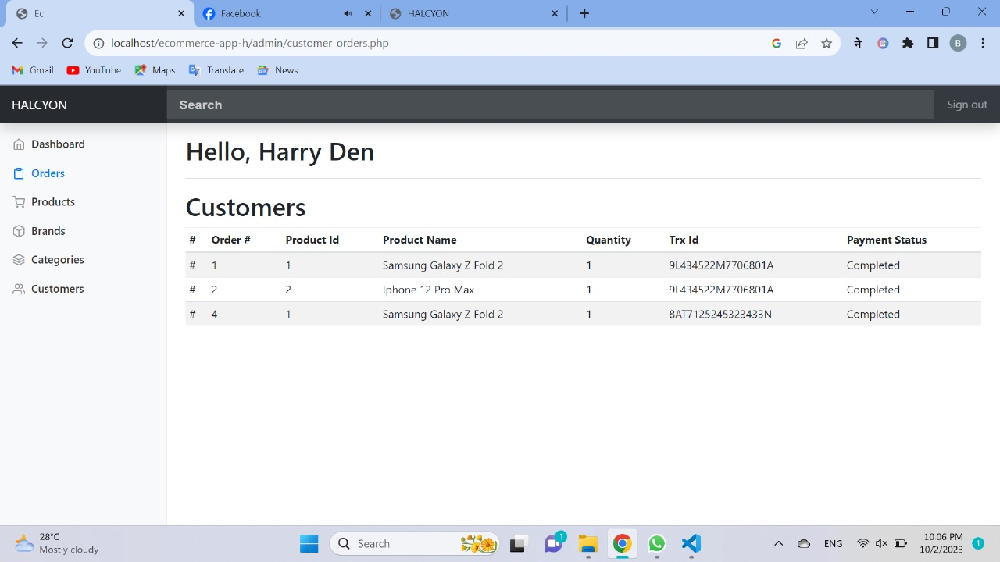 Ec
Facebook
HALCYON
localhost/ecommerce-app-h/admin/customer_orders.php
ने
B
Gmail
YouTube
Maps
Translate
News
HALCYON
Search
Sign out
Dashboard
Orders
Products
Brands
Categories
Customers
Hello, Harry Den
Customers
# Order # Product Id Product Name Quantity Trx Id Payment Status
# 1 1 Samsung Galaxy Z Fold 2 1 9L434522M7706801A Completed
# 2 2 Iphone 12 Pro Max 1 9L434522M7706801A Completed
# 4 1 Samsung Galaxy Z Fold 2 1 8AT7125245323433N Completed
28°C
Mostly cloudy
Search
1
ENG
10:06 PM
10/2/2023
1